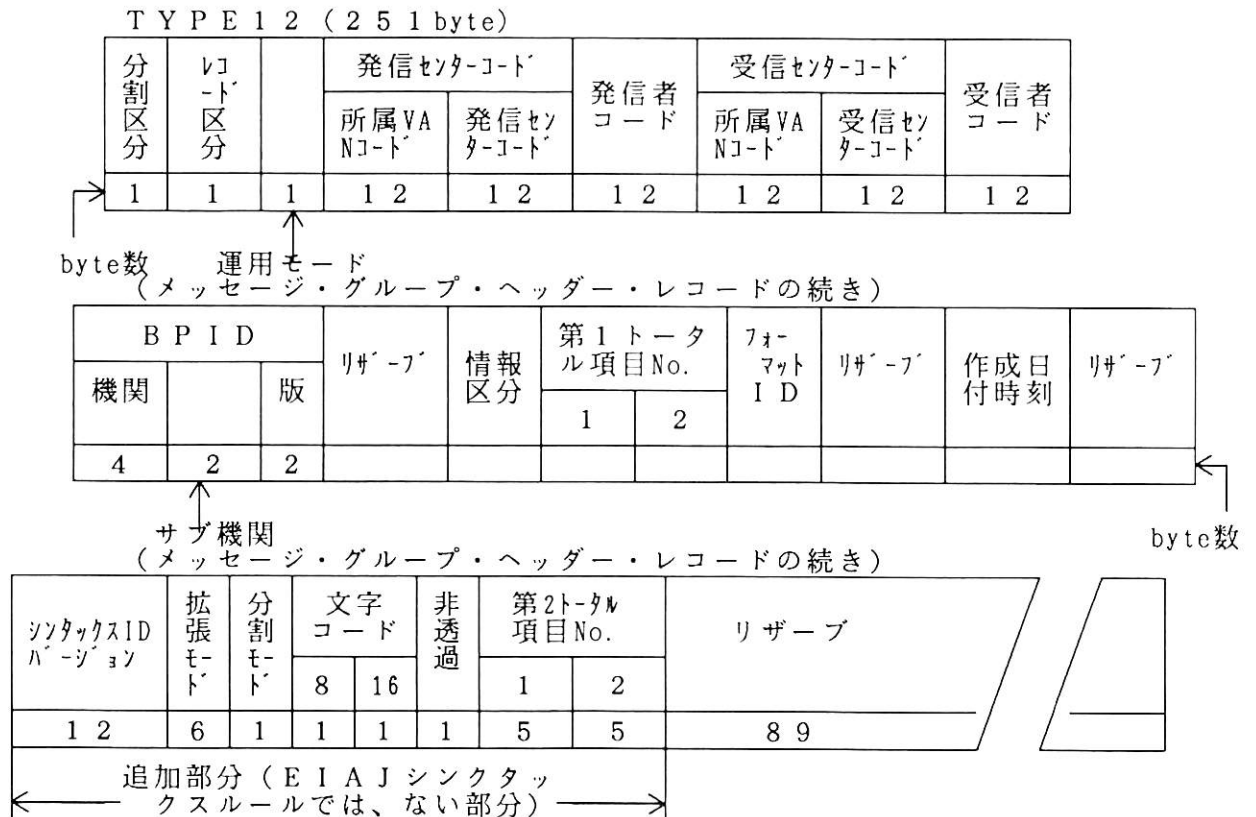 TYPE12(251byte)
分割区分 レコード区分 発信センターコード 発信者コード 受信センターコード 受信者コード
所属VANコード 発信センターコード 所属VANコード 受信センターコード
1 1 1 12 12 12 12 12 12
byte数 運用モード
(メッセージ・グループ・ヘッダー・レコードの続き)
BPID リザーブ 情報区分 第1トータル項目No. フォーマットID リザーブ 作成日付時刻 リザーブ
機関 版 1 2
4 2 2
サブ機関 byte数
(メッセージ・グループ・ヘッダー・レコードの続き)
シンタックスIDバージョン 拡張モード 分割モード 文字コード 非透過 第2トータル項目No. リザーブ
8 16 1 2
12 6 1 1 1 1 5 5 89
追加部分(EIAJシンクタッ
クスルールでは、ない部分)